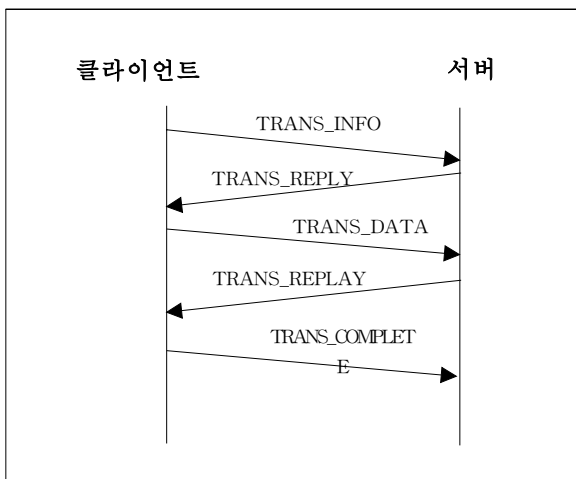 클라이언트 서버
TRANS_INFO
TRANS_REPLY
TRANS_DATA
TRANS_REPLAY
TRANS_COMPLET
E